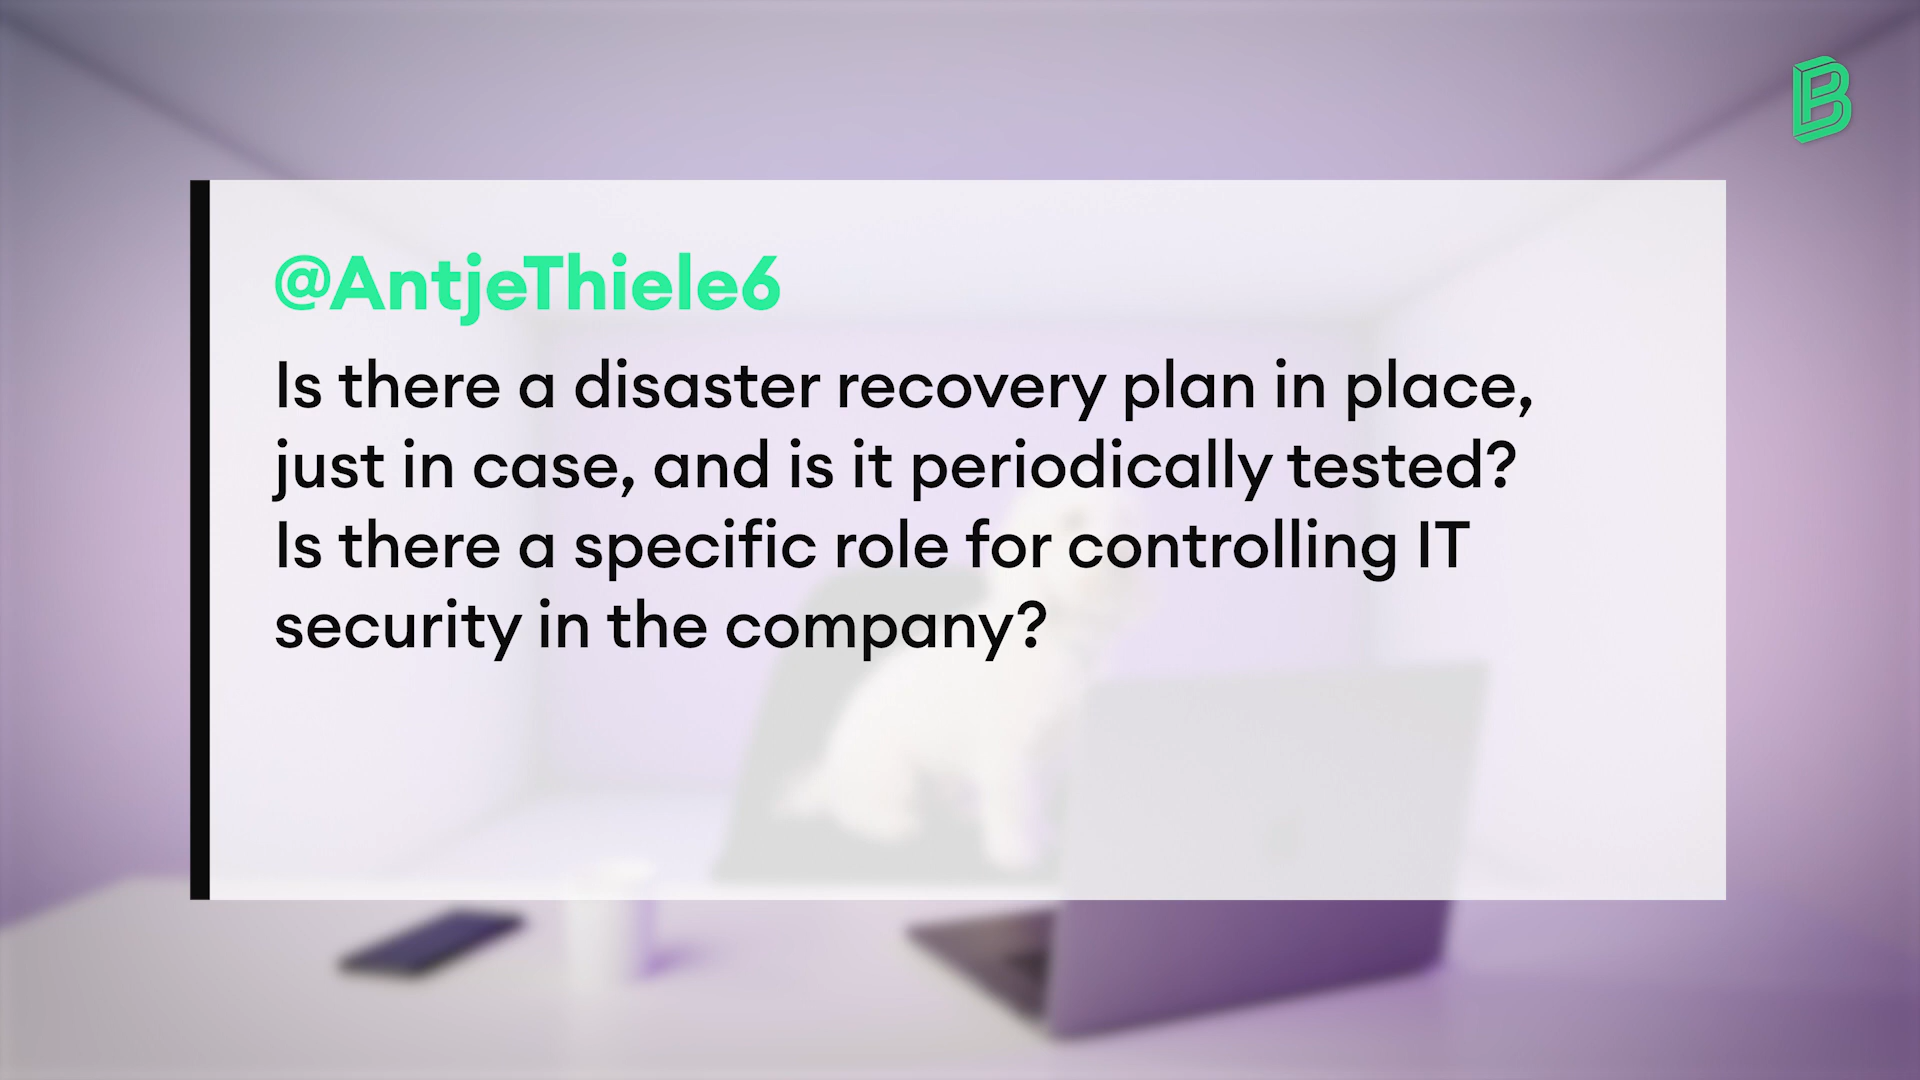 @AntjeThiele6
Is there a disaster recovery plan in place,
just in case, and is it periodically tested?
Is there a specific role for controlling IT
security in the company?